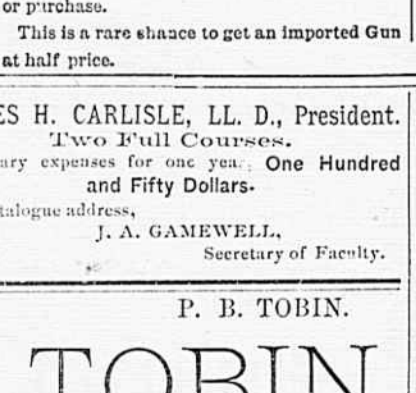 or purchase.
This is a rare chance to get an imported Gun
at half price.
ES H. CARLISLE, LL. D., President.
Two Full Courses.
ary expenses for one year, One Hundred
and Fifty Dollars.
talogue address,
J. A. GAMEWELL,
Secretary of Faculty.
P. B. TOBIN.
TOBIN